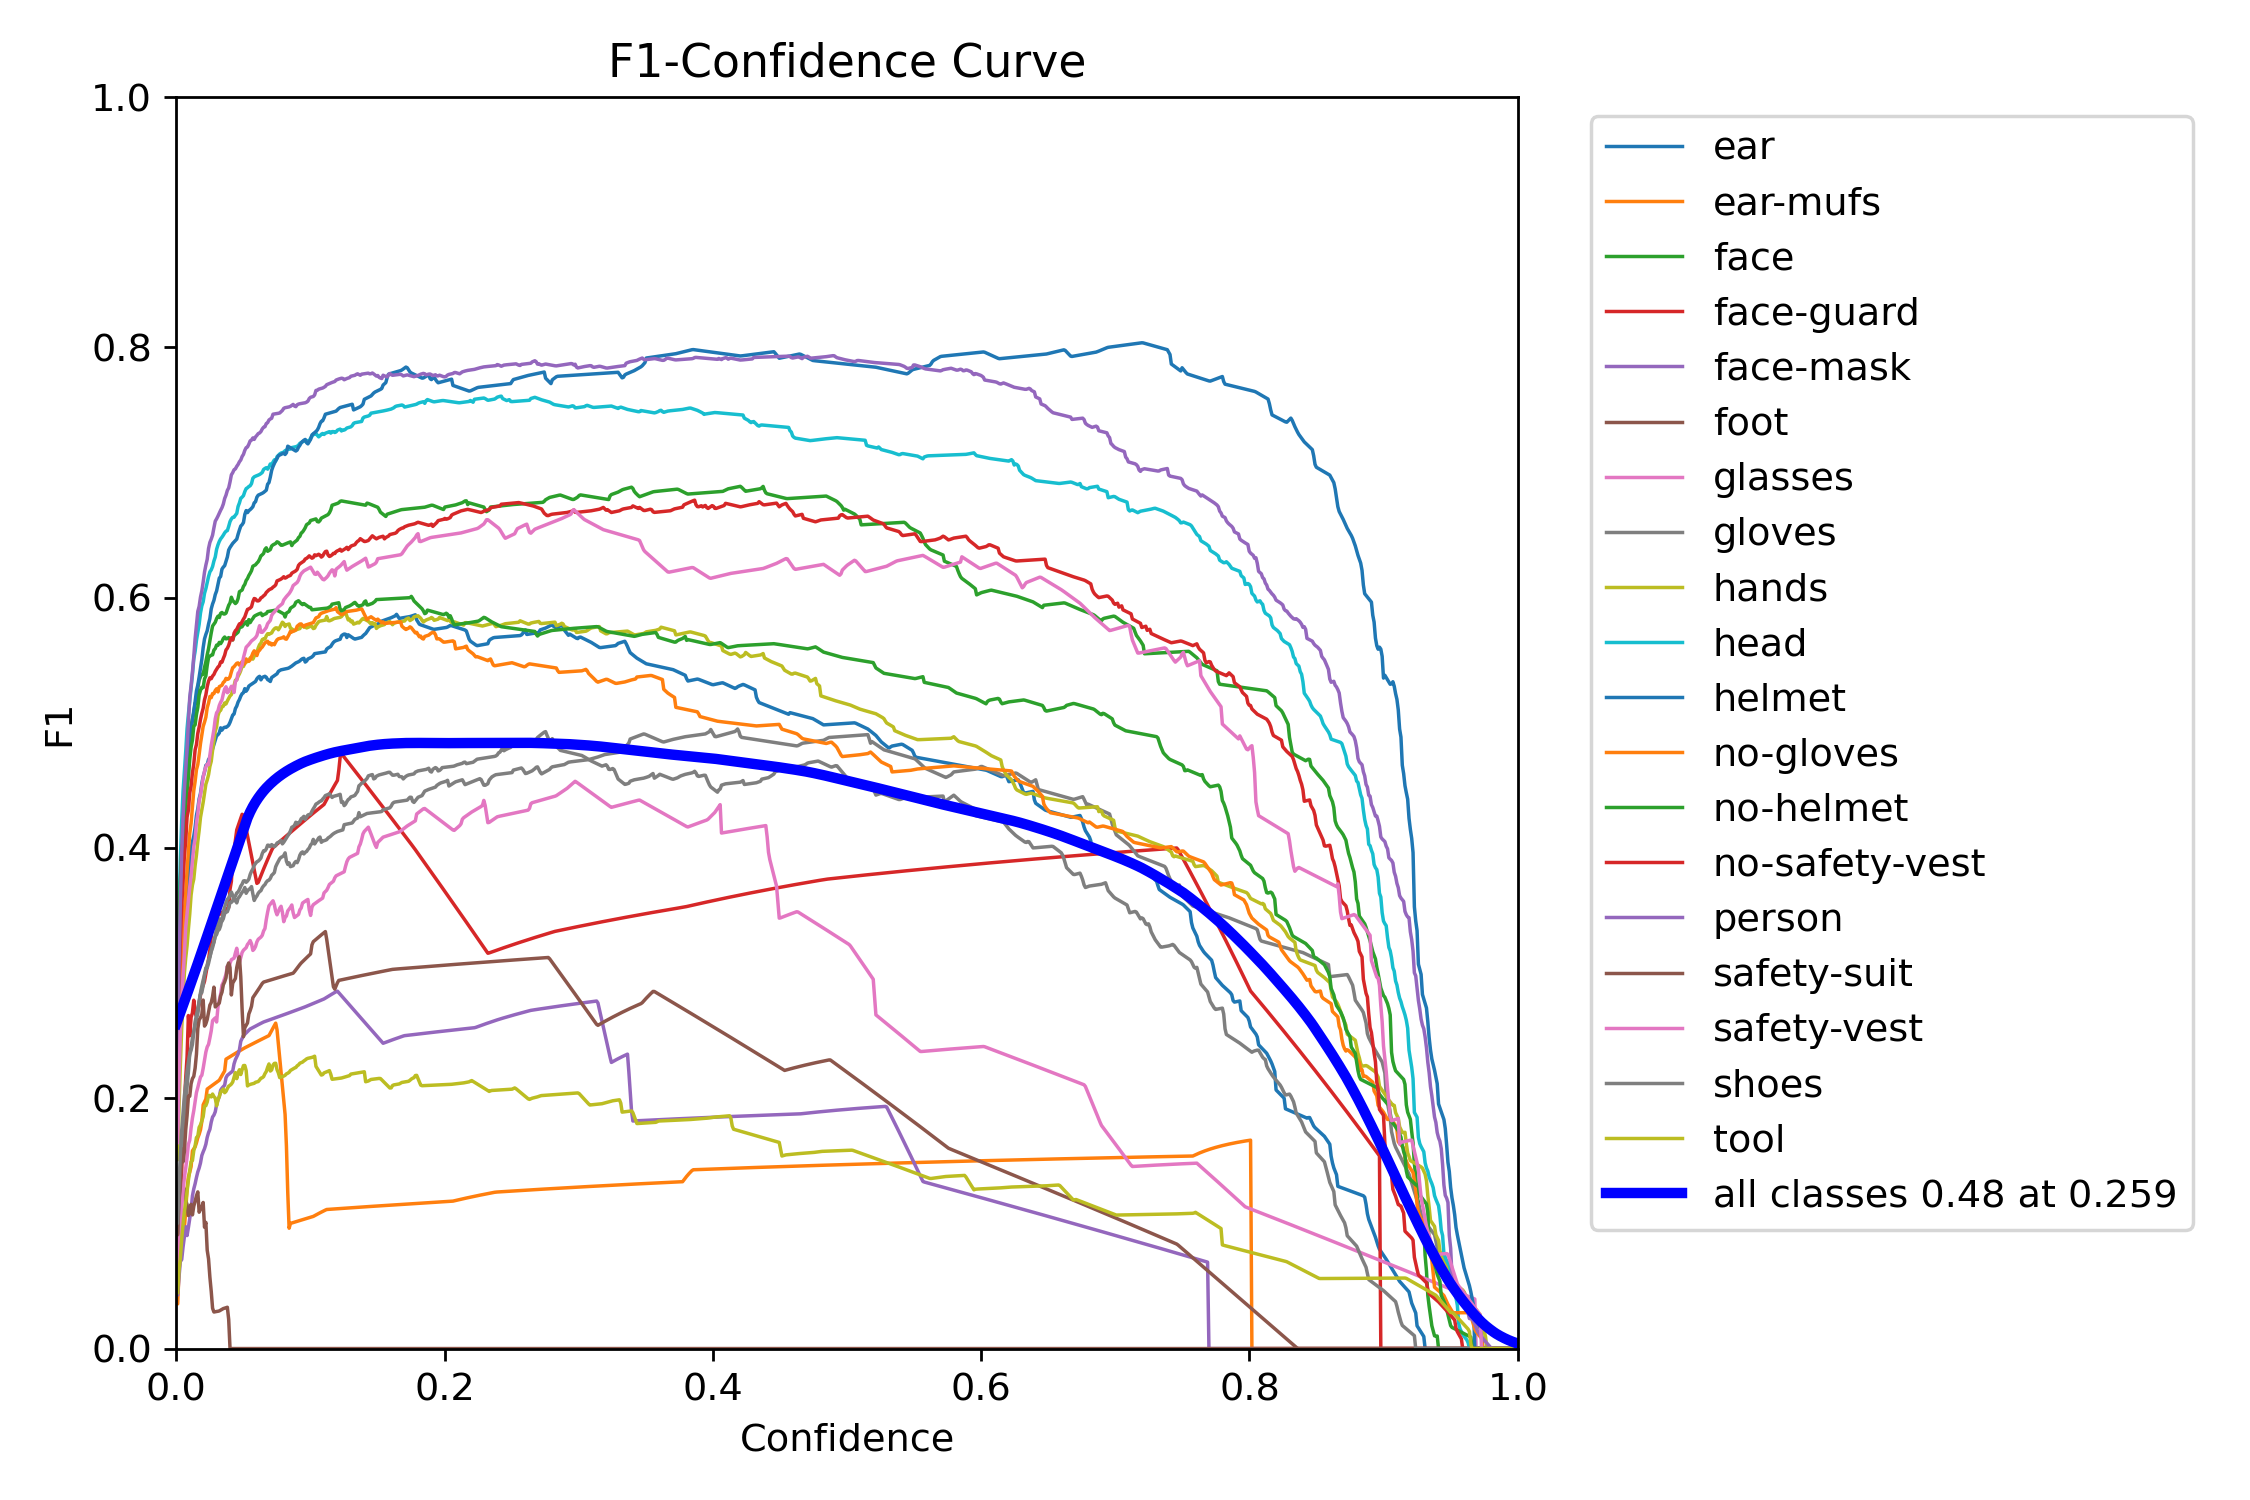 F1-Confidence Curve
1.0
0.8
0.6
0.4
0.2
0.0
F1
0.0 0.2 0.4 0.6 0.8 1.0
Confidence
ear
ear-mufs
face
face-guard
face-mask
foot
glasses
gloves
hands
head
helmet
no-gloves
no-helmet
no-safety-vest
person
safety-suit
safety-vest
shoes
tool
all classes 0.48 at 0.259